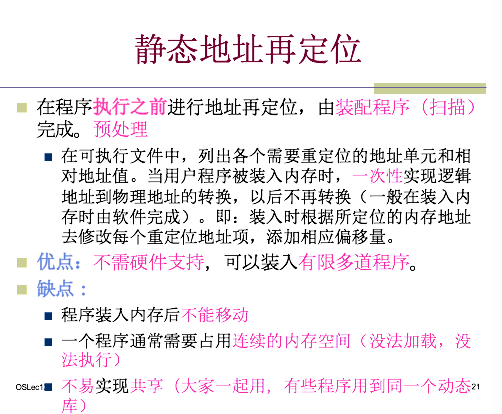 静态地址再定位
在程序执行之前进行地址再定位，由装配程序（扫描）
完成。预处理
在可执行文件中，列出各个需要重定位的地址单元和相
对地址值。当用户程序被装入内存时，一次性实现逻辑
地址到物理地址的转换，以后不再转换（一般在装入内
存时由软件完成）。即：装入时根据所定位的内存地址
去修改每个重定位地址项，添加相应偏移量。
优点：不需硬件支持，可以装入有限多道程序。
缺点：
程序装入内存后不能移动
一个程序通常需要占用连续的内存空间（没法加载，没
法执行）
不易实现共享（大家一起用，有些程序用到同一个动态
库）
21